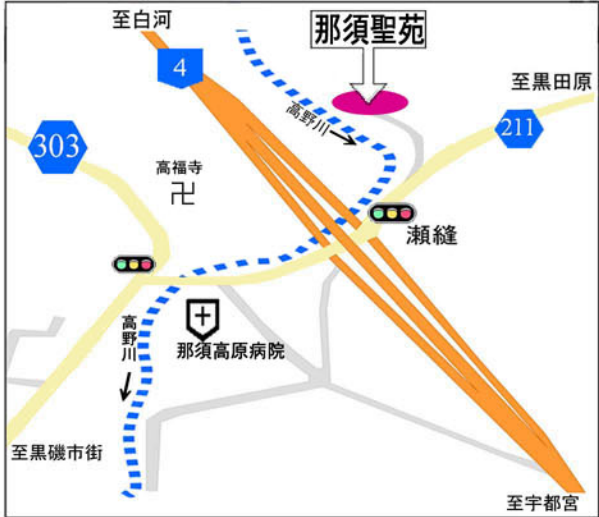 至白河
那須聖苑
4
至黒田原
高野川
211
303
高福寺
卍
瀬縫
高野川
那須高原病院
至黒磯市街
至宇都宮